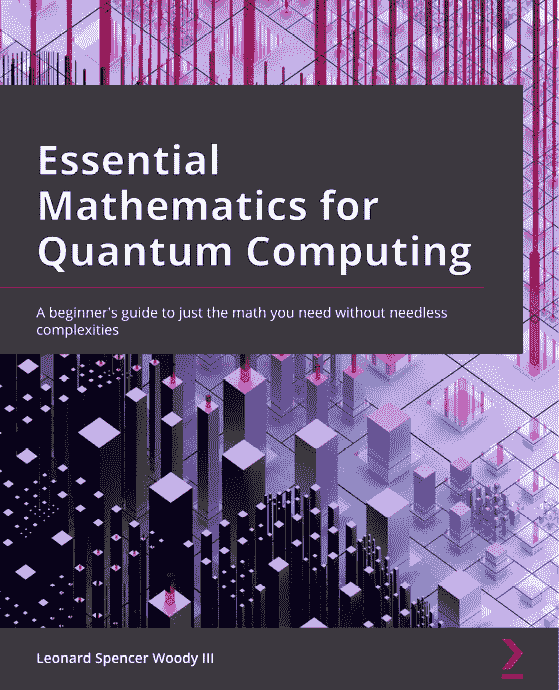 Essential
Mathematics for
Quantum Computing
A beginner's guide to just the math you need without needless
complexities
Leonard Spencer Woody III